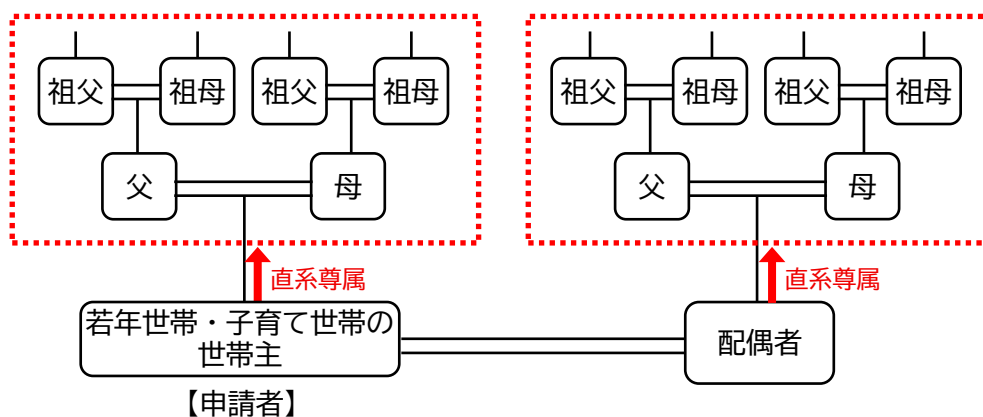 祖父 祖母 祖父 祖母 祖父 祖母 祖父 祖母
父 母 父 母
直系尊属 直系尊属
若年世帯・子育て世帯の
世帯主
配偶者
【申請者】